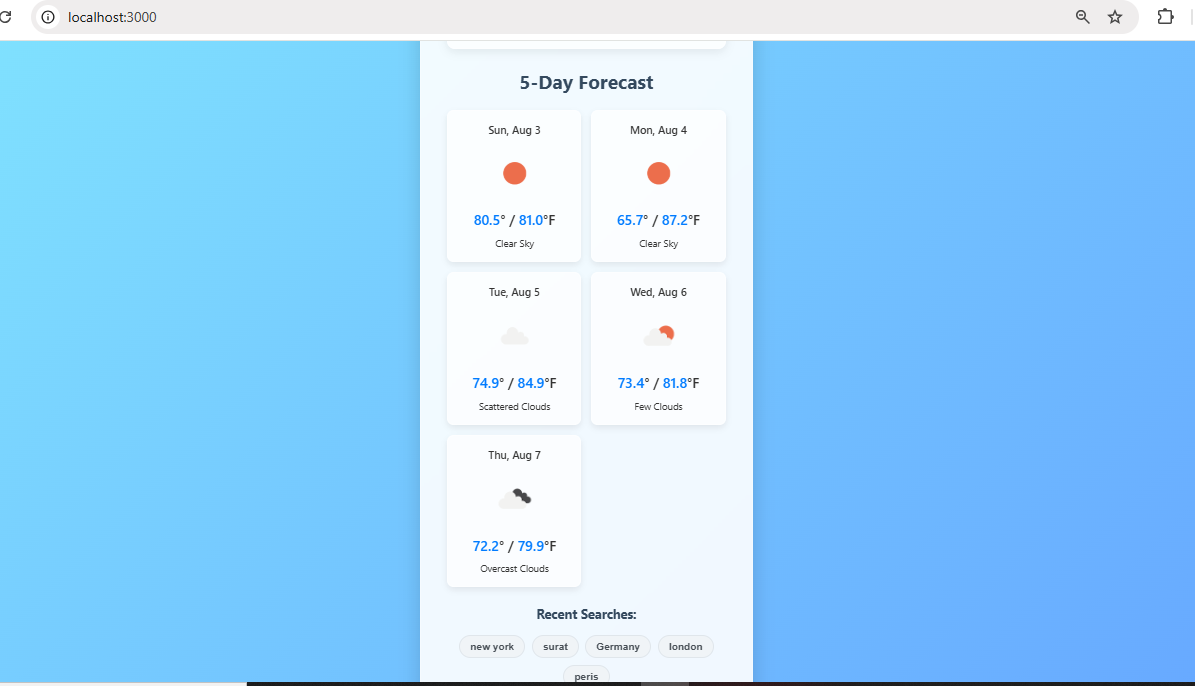 localhost:3000
5-Day Forecast
Sun, Aug 3
80.5° / 81.0°F
Clear Sky
Mon, Aug 4
65.7° / 87.2°F
Clear Sky
Tue, Aug 5
74.9° / 84.9°F
Scattered Clouds
Wed, Aug 6
73.4° / 81.8°F
Few Clouds
Thu, Aug 7
72.2° / 79.9°F
Overcast Clouds
Recent Searches:
new york surat Germany london
peris